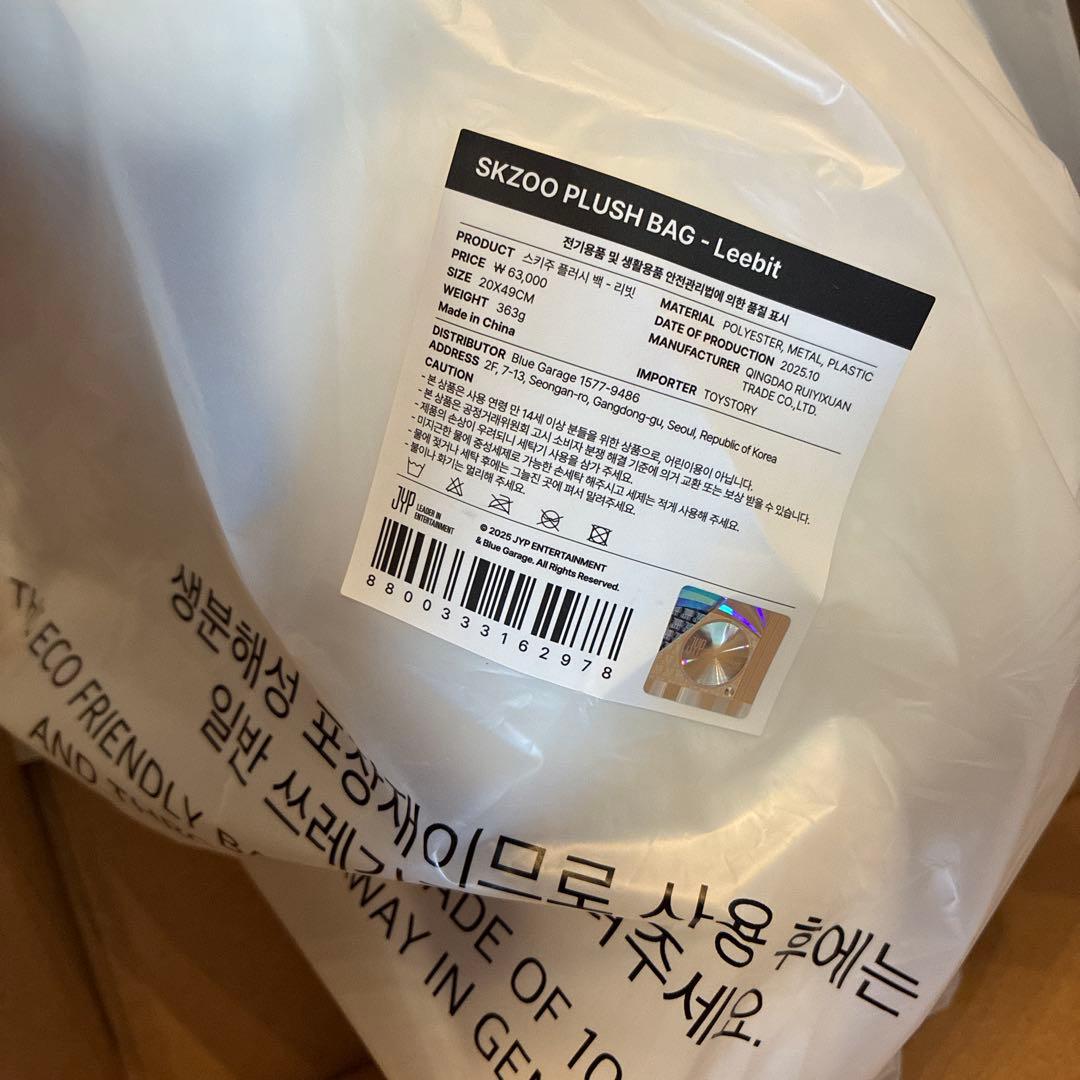 SKZOO PLUSH BAG - Leebit
전기용품 및 생활용품 안전관리법에 의한 품질 표시
PRODUCT 스키주 플러시 백 - 리빗
PRICE ₩ 63,000
SIZE 20X49CM
WEIGHT 363g
Made in China
MATERIAL POLYESTER, METAL, PLASTIC
DATE OF PRODUCTION 2025.10
MANUFACTURER QINGDAO RUIYIXUAN
TRADE CO.,LTD.
IMPORTER TOYSTORY
DISTRIBUTOR Blue Garage 1577-9486
ADDRESS 2F, 7-13, Seongan-ro, Gangdong-gu, Seoul, Republic of Korea
CAUTION
- 본 상품은 사용 연령 만 14세 이상 분들을 위한 상품으로, 어린이용이 아닙니다.
- 본 상품은 공정거래위원회 고시 소비자 분쟁 해결 기준에 의거 교환 또는 보상 받을 수 있습니다.
- 제품의 손상이 우려되니 세탁기 사용을 삼가 주세요.
- 미지근한 물에 중성세제로 가능한 손세탁 해주시고 세제는 적게 사용해 주세요.
- 물에 젖거나 세탁 후에는 그늘진 곳에 펴서 말려주세요.
- 불이나 화기는 멀리해 주세요.
JYP LEADER IN
ENTERTAINMENT
© 2025 JYP ENTERTAINMENT
& Blue Garage. All Rights Reserved.
8800333162978
JYP
생분해성 포장재이므로 사용 후에는
일반 쓰레기 주세요.
ECO FRIENDLY
AND
ADE OF 10
WAY IN GEN